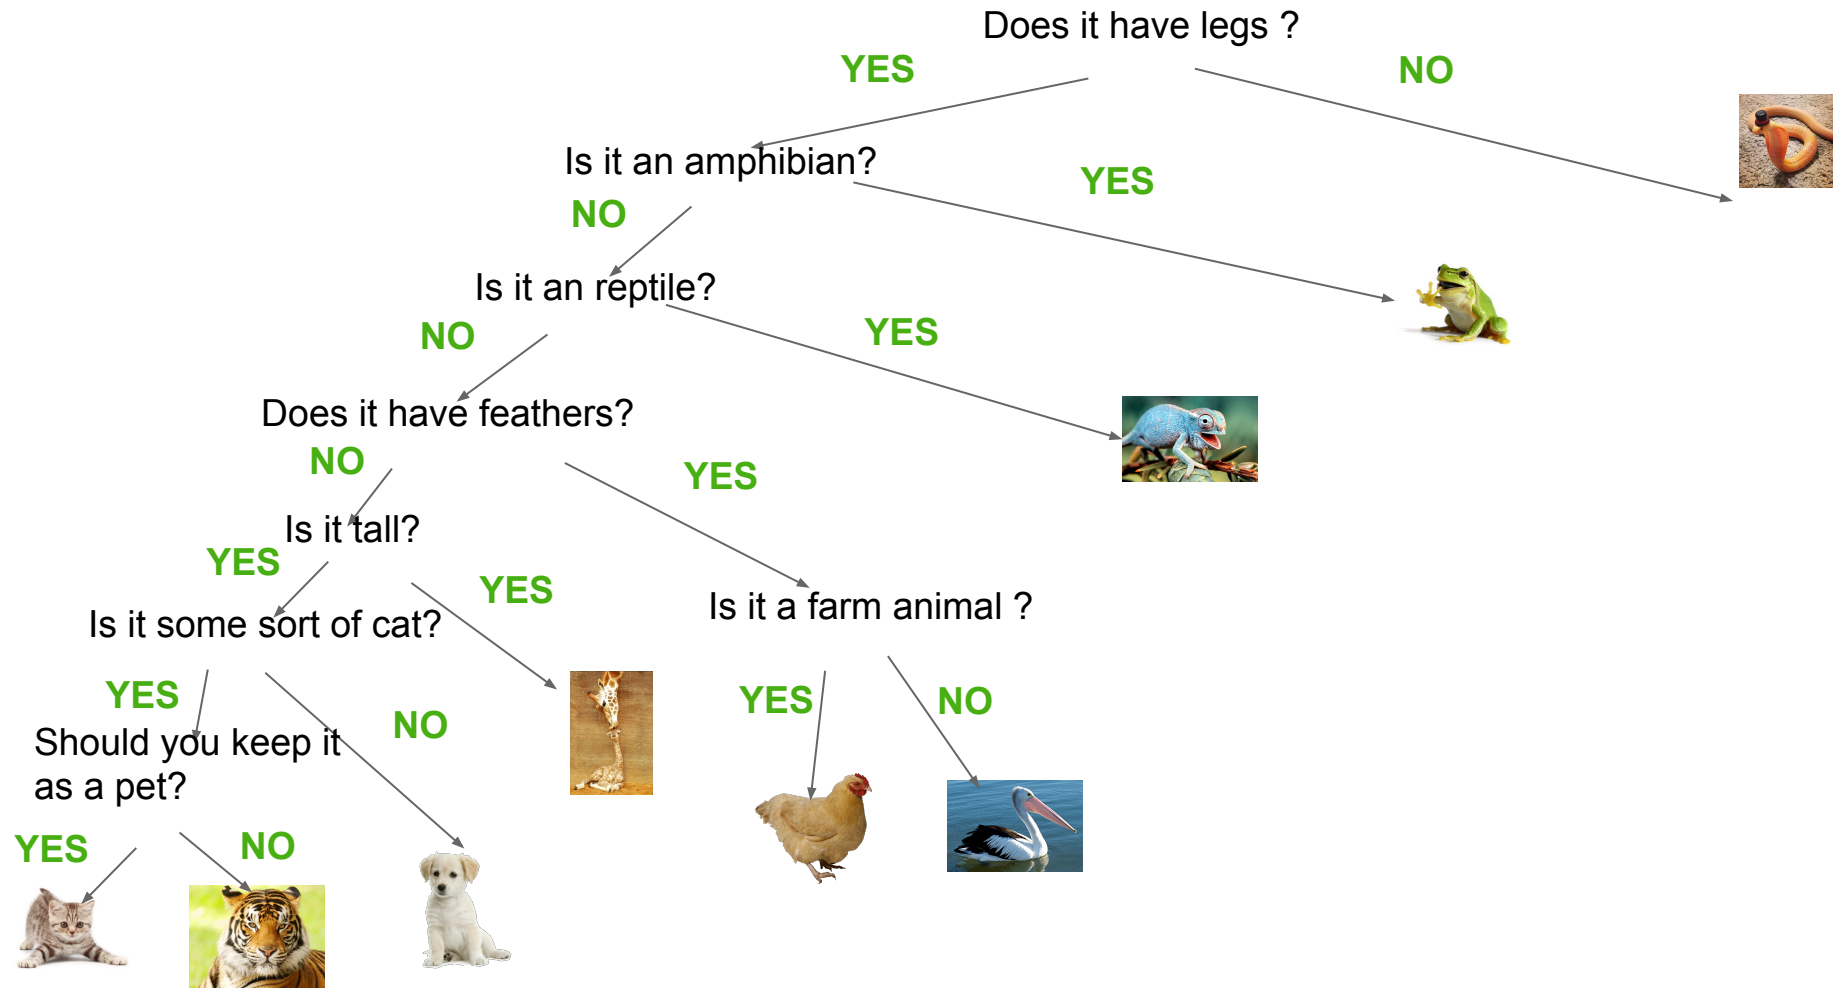 Does it have legs ?
YES
NO
Is it an amphibian?
YES
NO
Is it an reptile?
NO
YES
Does it have feathers?
NO
YES
Is it tall?
YES
YES
Is it a farm animal ?
Is it some sort of cat?
YES
NO
YES
NO
Should you keep it
as a pet?
YES
NO